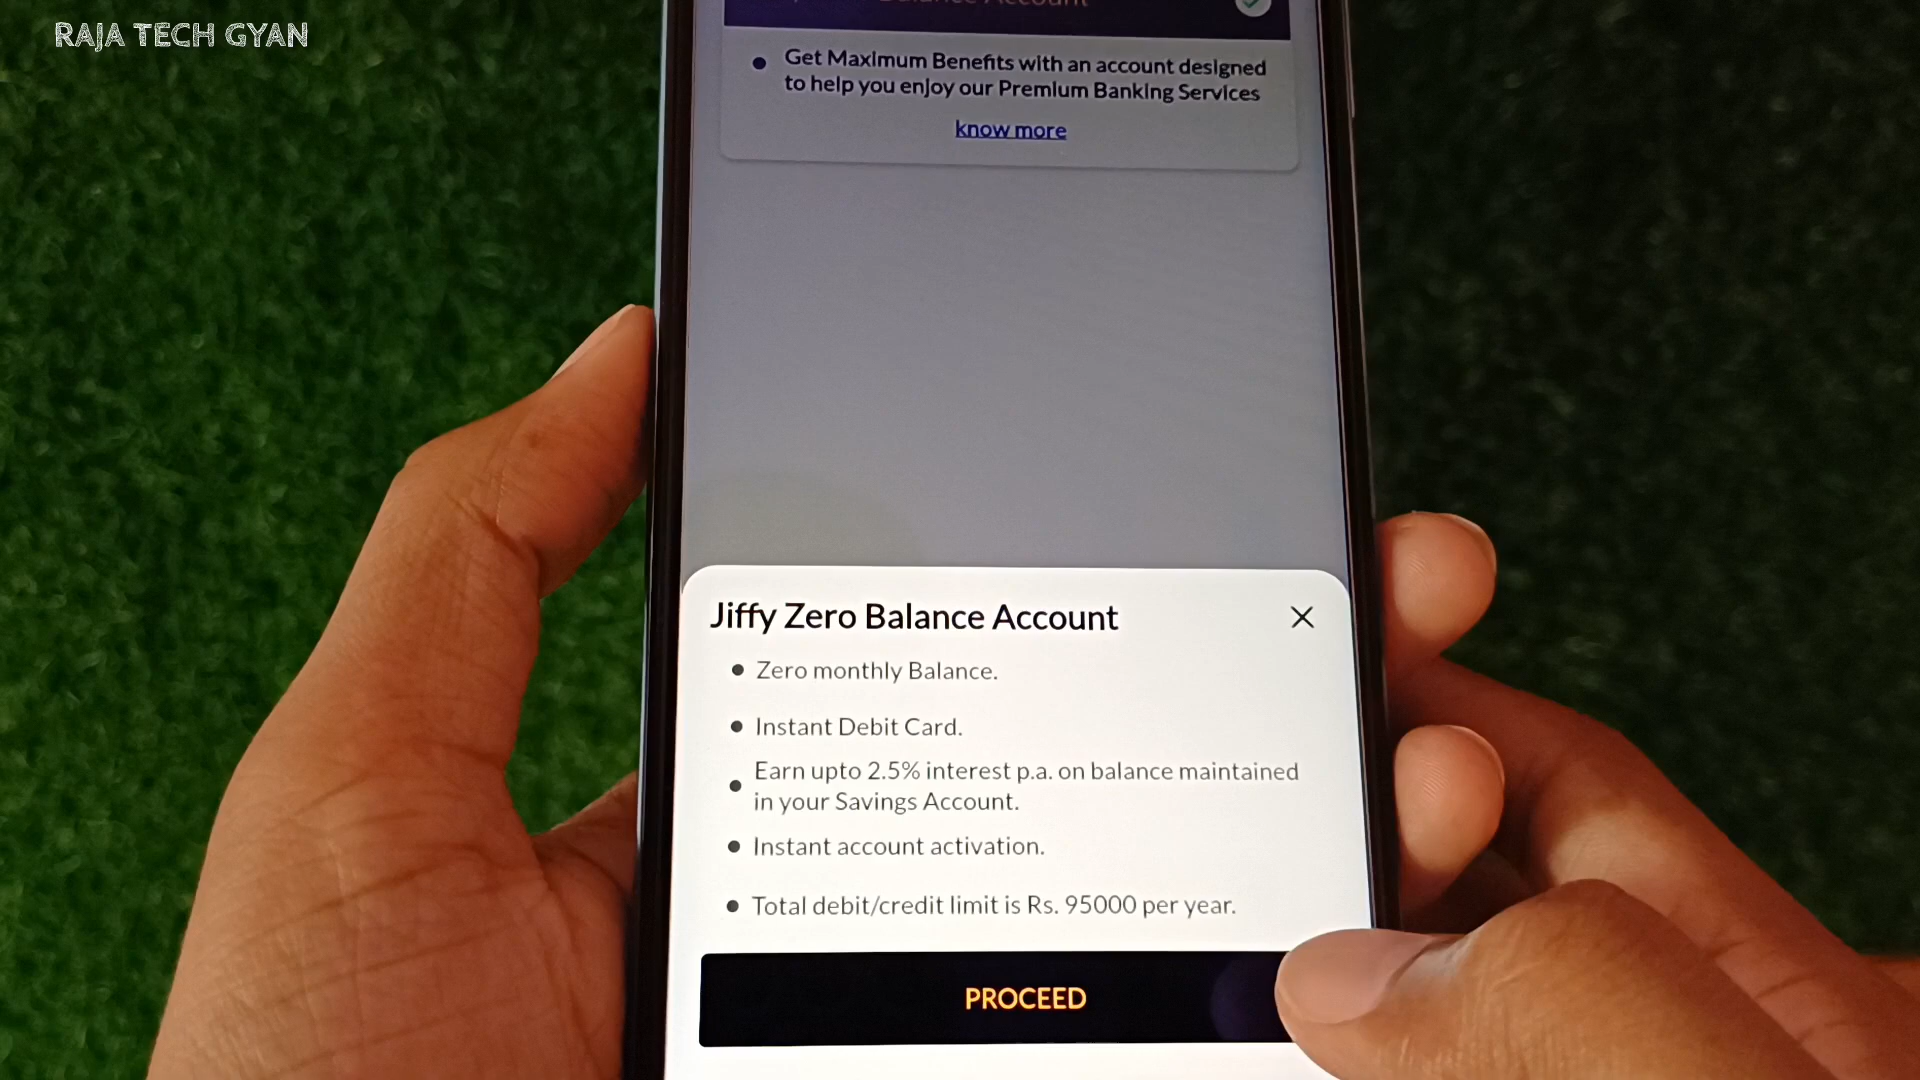 RAJA TECH GYAN
Balance Account
Get Maximum Benefits with an account designed
to help you enjoy our Premium Banking Services
know more
Jiffy Zero Balance Account
Zero monthly Balance.
Instant Debit Card.
Earn upto 2.5% interest p.a. on balance maintained
in your Savings Account.
Instant account activation.
Total debit/credit limit is Rs. 95000 per year.
PROCEED